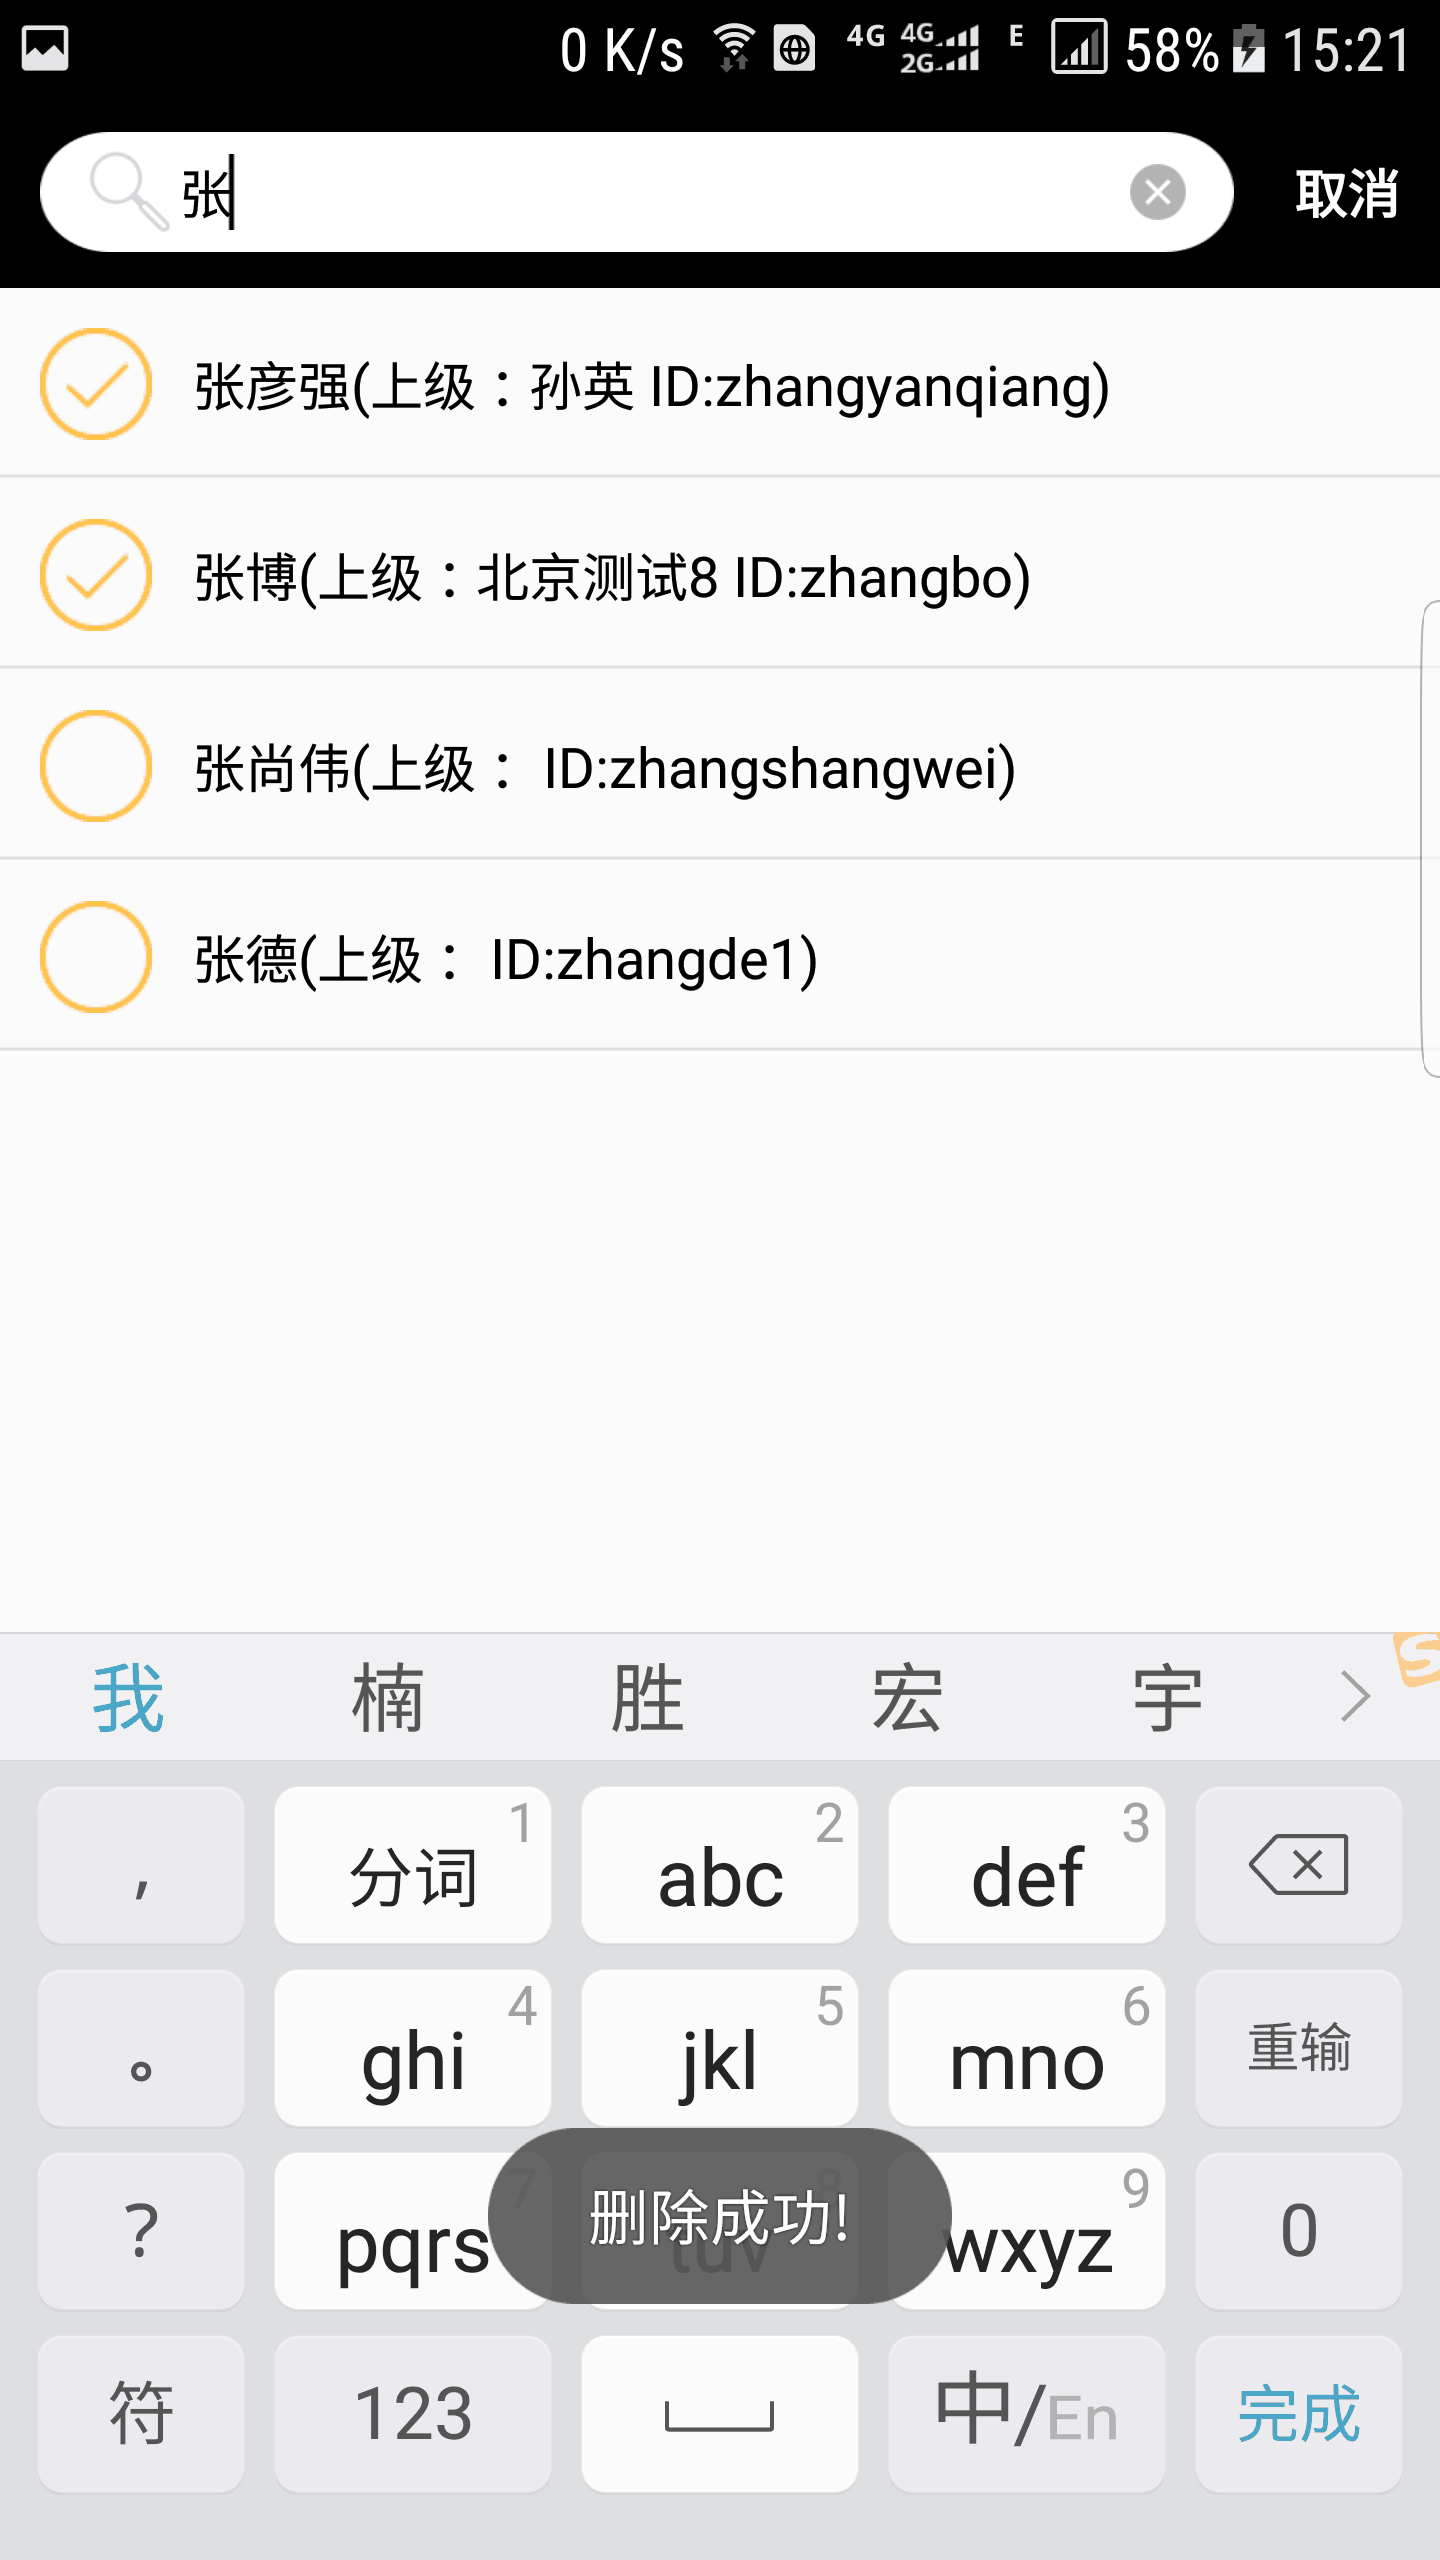 0 K/s 4G 4G 2G E 58% 15:21
张 取消
张彦强(上级：孙英 ID:zhangyanqiang)
张博(上级：北京测试8 ID:zhangbo)
张尚伟(上级： ID:zhangshangwei)
张德(上级： ID:zhangde1)
我 楠 胜 宏 宇
, 分词 1 abc 2 def 3
。 ghi 4 jkl 5 mno 6 重输
? pqrs 7 tuv 8 wxyz 9 0
删除成功!
符 123 中/En 完成